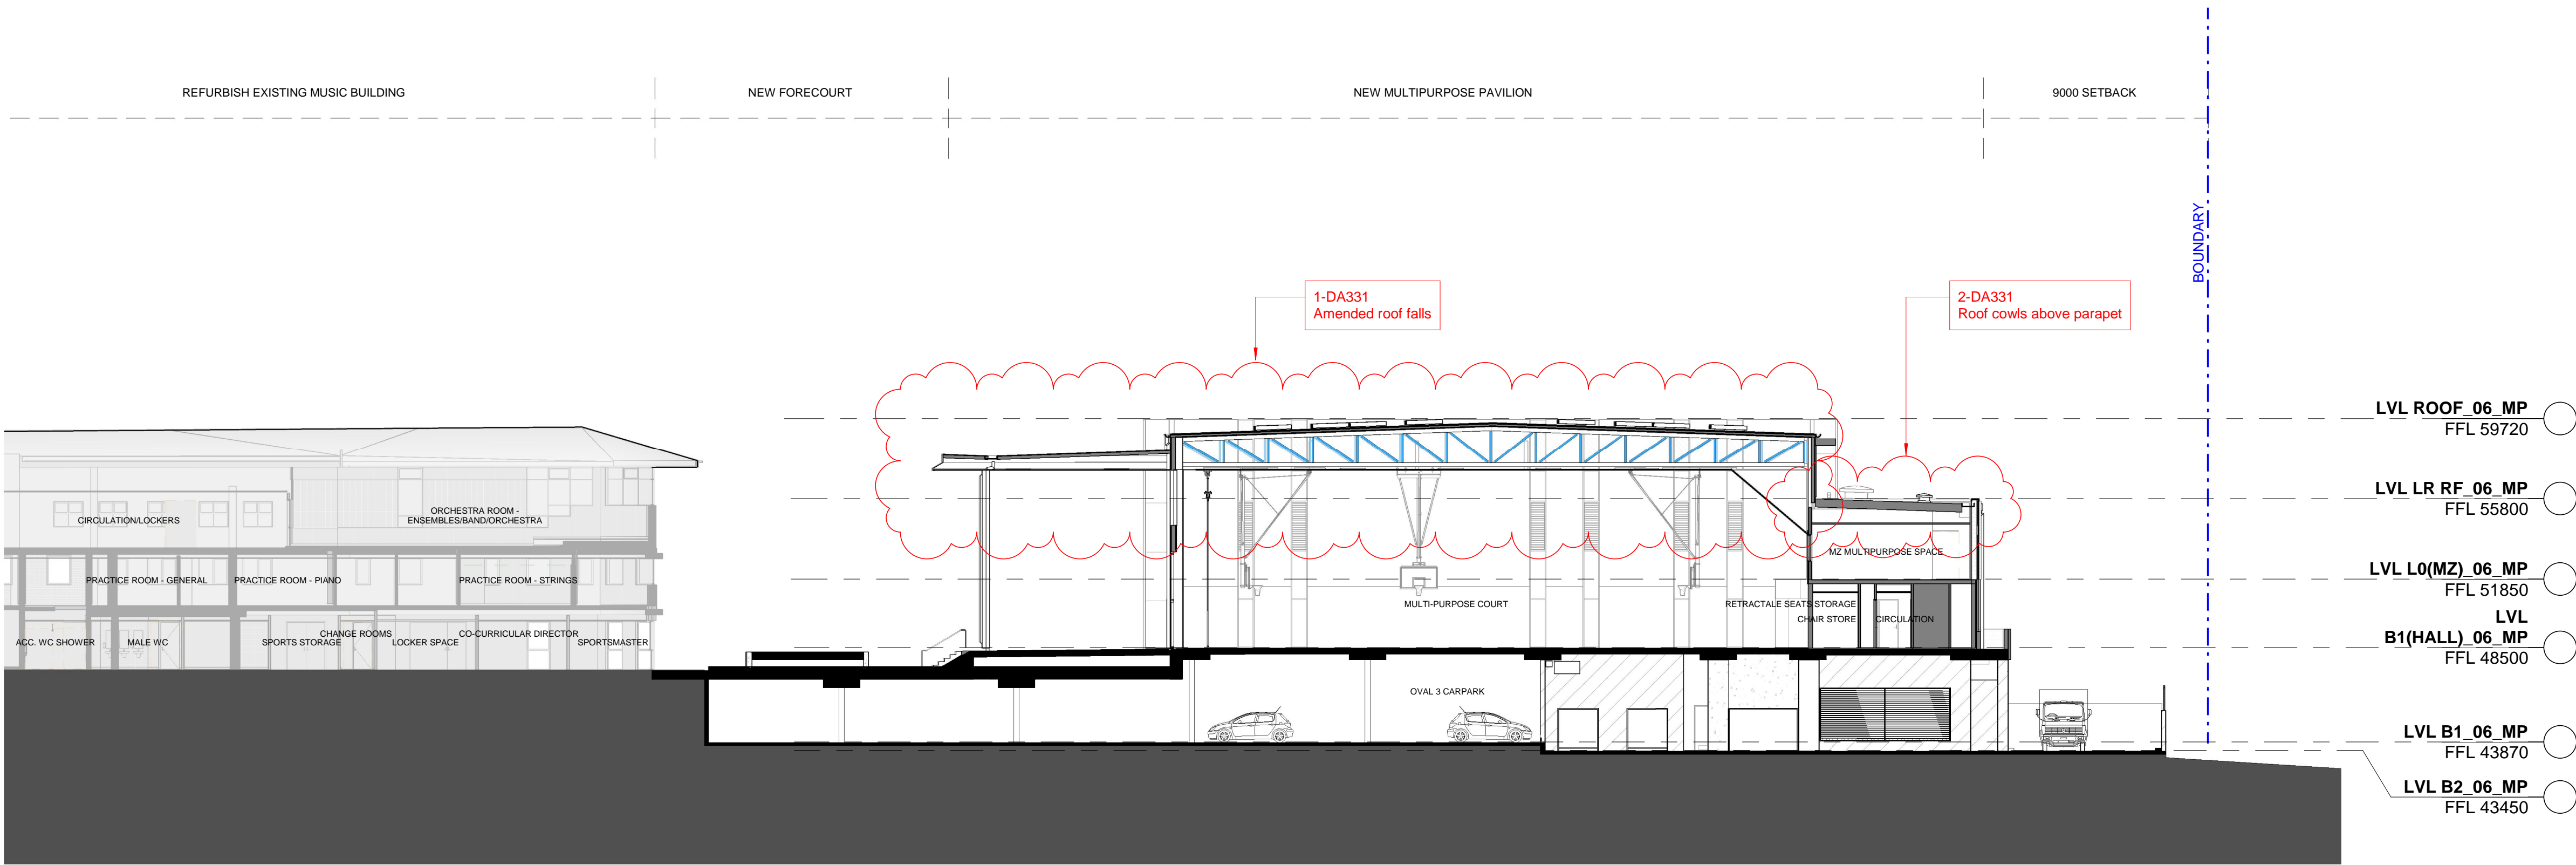 REFURBISH EXISTING MUSIC BUILDING
NEW FORECOURT
NEW MULTIPURPOSE PAVILION
9000 SETBACK
BOUNDARY
1-DA331
Amended roof falls
2-DA331
Roof cowls above parapet
LVL ROOF_06_MP
FFL 59720
LVL LR RF_06_MP
FFL 55800
LVL L0(MZ)_06_MP
FFL 51850
LVL
B1(HALL)_06_MP
FFL 48500
LVL B1_06_MP
FFL 43870
LVL B2_06_MP
FFL 43450
CIRCULATION/LOCKERS
ORCHESTRA ROOM -
ENSEMBLES/BAND/ORCHESTRA
PRACTICE ROOM - GENERAL
PRACTICE ROOM - PIANO
PRACTICE ROOM - STRINGS
ACC. WC SHOWER
MALE WC
SPORTS STORAGE
CHANGE ROOMS
LOCKER SPACE
CO-CURRICULAR DIRECTOR
SPORTSMASTER
MZ MULTIPURPOSE SPACE
MULTI-PURPOSE COURT
RETRACTALE SEATS STORAGE
CHAIR STORE
CIRCULATION
OVAL 3 CARPARK